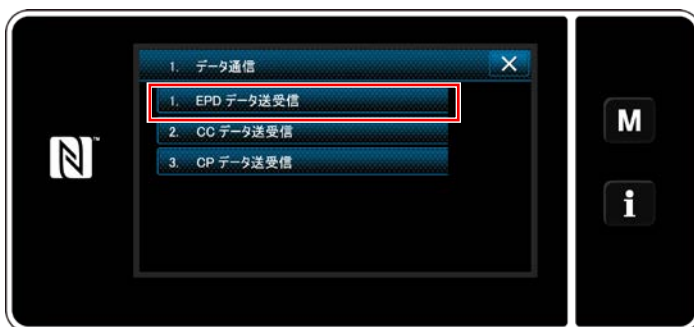 1. データ通信
1. EPD データ送受信
2. CC データ送受信
3. CP データ送受信
N™
M
i